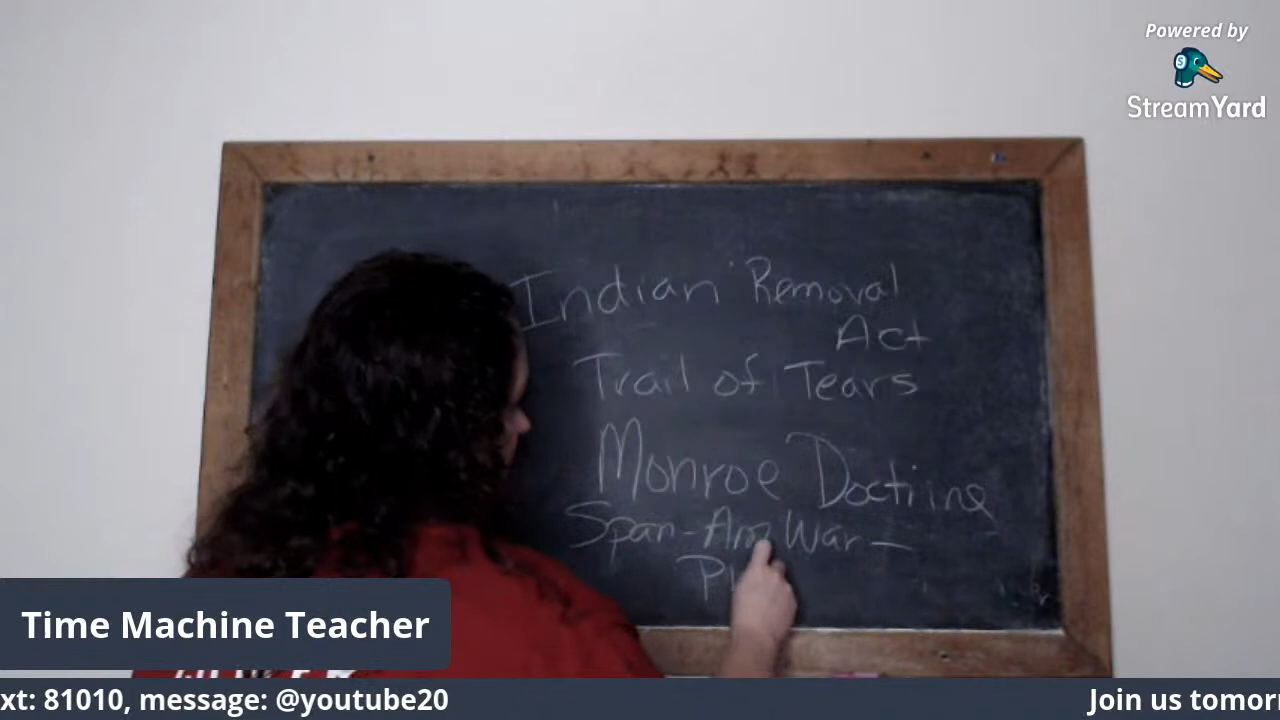 Powered by
StreamYard
Indian Removal
Act
Trail of Tears
Monroe Doctiine
Span-Am War -
Time Machine Teacher
xt: 81010, message: @youtube20
Join us tomorr